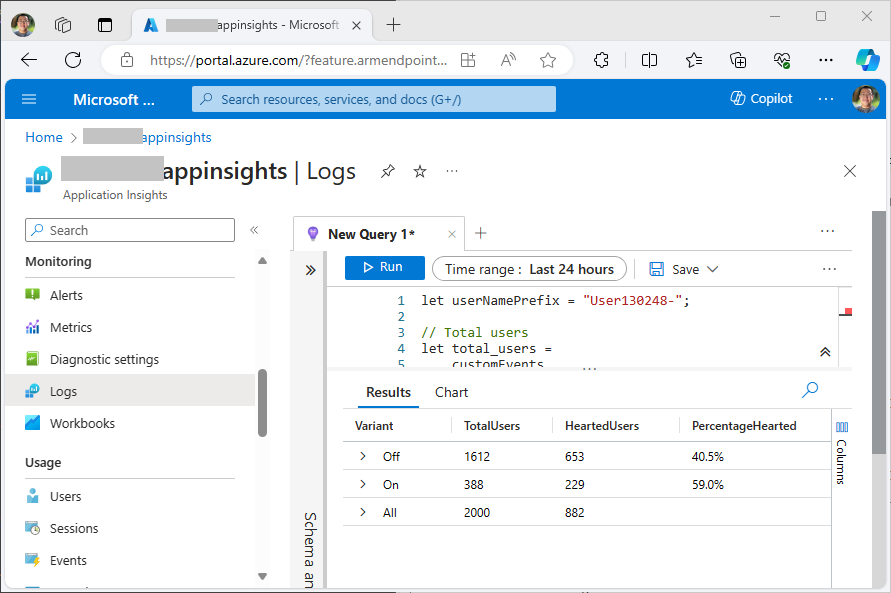 appinsights - Microsoft
https://portal.azure.com/?feature.armendpoint...
Microsoft ...
Search resources, services, and docs (G+/)
Copilot
Home > appinsights
appinsights | Logs
Application Insights
Search
Monitoring
Alerts
Metrics
Diagnostic settings
Logs
Workbooks
Usage
Users
Sessions
Events
New Query 1*
Run
Time range : Last 24 hours
Save
1 let userNamePrefix = "User130248-";
2
3 // Total users
4 let total_users =
5 customEvents
Schema an
Results Chart
Variant TotalUsers HeartedUsers PercentageHearted
Off 1612 653 40.5%
On 388 229 59.0%
All 2000 882
Columns